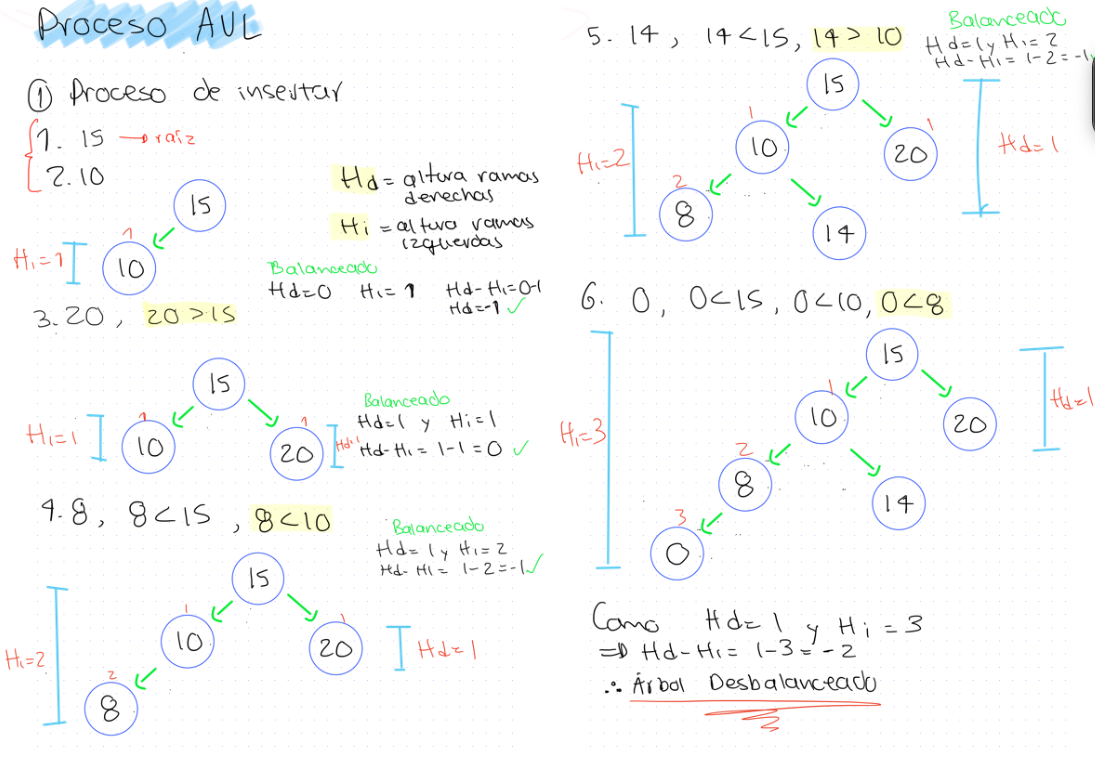 Proceso AVL
① Proceso de insertar
1. 15 → raíz
2. 10
15
1
10
Hi=1
Hd = altura ramas
derechas
Hi = altura ramas
izquierdas
Balanceado
Hd=0 Hi=1 Hd-Hi=0-1
Hd=-1 ✓
3. 20, 20>15
15
1 1
10 20
Hi=1
Hd=1
Balanceado
Hd=1 y Hi=1
Hd-Hi= 1-1=0 ✓
4. 8, 8<15, 8<10
Balanceado
Hd=1 y Hi=2
Hd-Hi= 1-2=-1 ✓
15
1 1
10 20
2
8
Hi=2
Hd=1
5. 14, 14<15, 14>10
Balanceado
Hd=1 y Hi=2
Hd-Hi= 1-2=-1
15
1 1
10 20
2
8 14
Hi=2
Hd=1
6. 0, 0<15, 0<10, 0<8
15
1
10 20
2
8 14
3
0
Hi=3
Hd=1
Como Hd=1 y Hi=3
⇒ Hd-Hi= 1-3=-2
∴ Árbol Desbalanceado